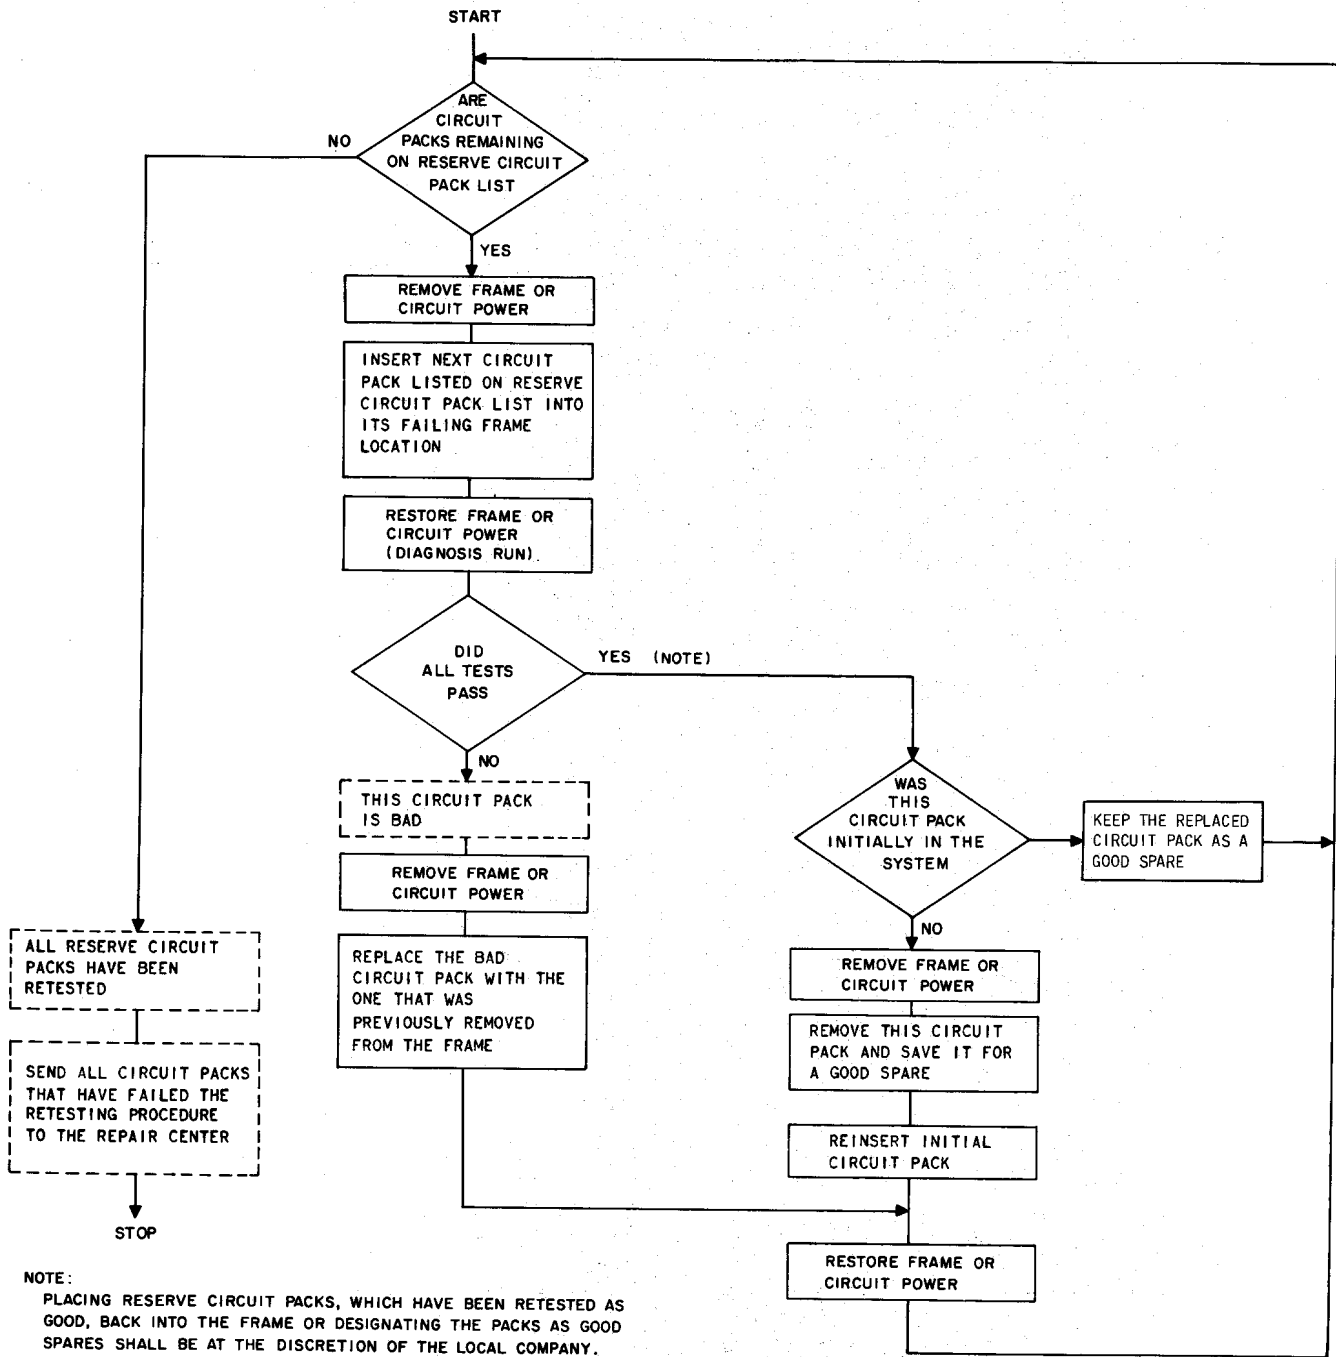 START
ARE
CIRCUIT
PACKS REMAINING
ON RESERVE CIRCUIT
PACK LIST
NO
YES
REMOVE FRAME OR
CIRCUIT POWER
INSERT NEXT CIRCUIT
PACK LISTED ON RESERVE
CIRCUIT PACK LIST INTO
ITS FAILING FRAME
LOCATION
RESTORE FRAME OR
CIRCUIT POWER
(DIAGNOSIS RUN)
DID
ALL TESTS
PASS
YES (NOTE)
NO
THIS CIRCUIT PACK
IS BAD
REMOVE FRAME OR
CIRCUIT POWER
REPLACE THE BAD
CIRCUIT PACK WITH THE
ONE THAT WAS
PREVIOUSLY REMOVED
FROM THE FRAME
WAS
THIS
CIRCUIT PACK
INITIALLY IN THE
SYSTEM
KEEP THE REPLACED
CIRCUIT PACK AS A
GOOD SPARE
NO
REMOVE FRAME OR
CIRCUIT POWER
REMOVE THIS CIRCUIT
PACK AND SAVE IT FOR
A GOOD SPARE
REINSERT INITIAL
CIRCUIT PACK
RESTORE FRAME OR
CIRCUIT POWER
ALL RESERVE CIRCUIT
PACKS HAVE BEEN
RETESTED
SEND ALL CIRCUIT PACKS
THAT HAVE FAILED THE
RETESTING PROCEDURE
TO THE REPAIR CENTER
STOP
NOTE:
PLACING RESERVE CIRCUIT PACKS, WHICH HAVE BEEN RETESTED AS
GOOD, BACK INTO THE FRAME OR DESIGNATING THE PACKS AS GOOD
SPARES SHALL BE AT THE DISCRETION OF THE LOCAL COMPANY.